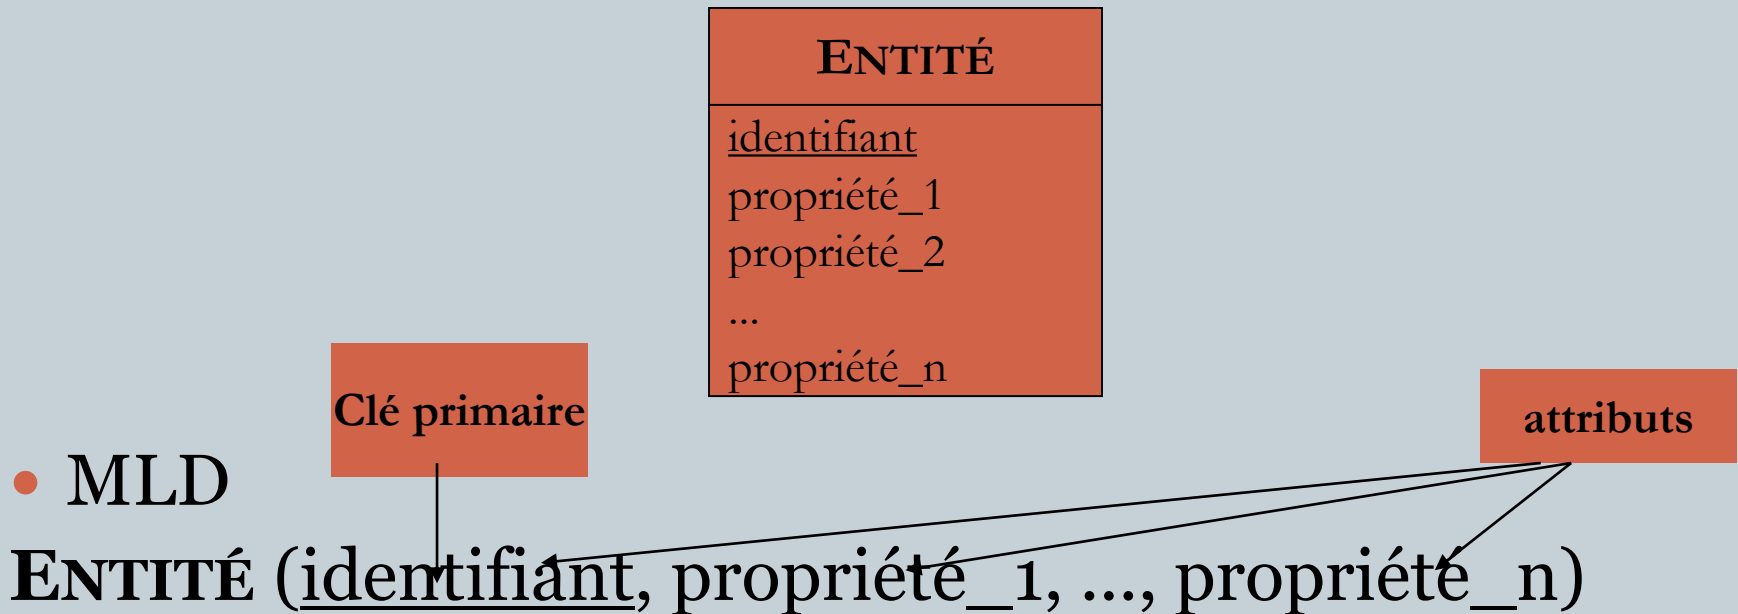 ENTITÉ
identifiant
propriété_1
propriété_2
...
propriété_n
Clé primaire
attributs
• MLD
ENTITÉ (identifiant, propriété_1, ..., propriété_n)